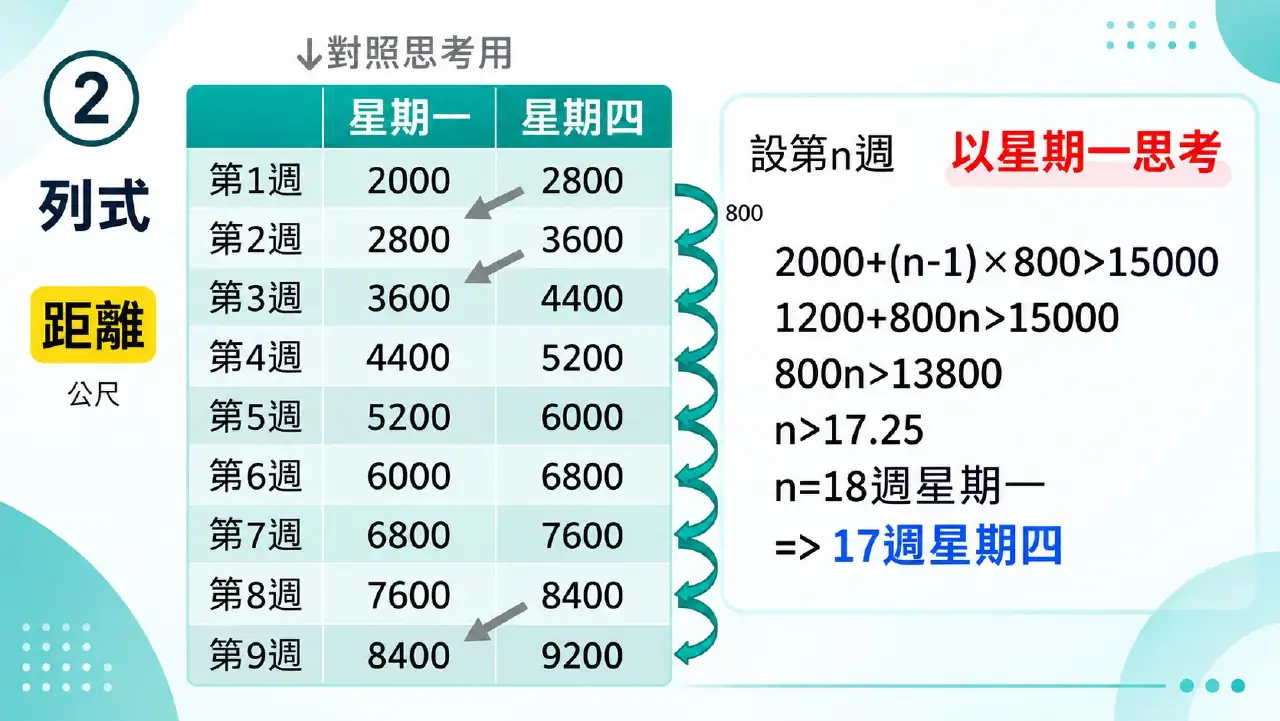 ②
列式
距離
公尺
↓對照思考用
星期一 星期四
第1週 2000 2800
第2週 2800 3600
第3週 3600 4400
第4週 4400 5200
第5週 5200 6000
第6週 6000 6800
第7週 6800 7600
第8週 7600 8400
第9週 8400 9200
800
設第n週 以星期一思考
2000+(n-1)×800>15000
1200+800n>15000
800n>13800
n>17.25
n=18週星期一
=> 17週星期四